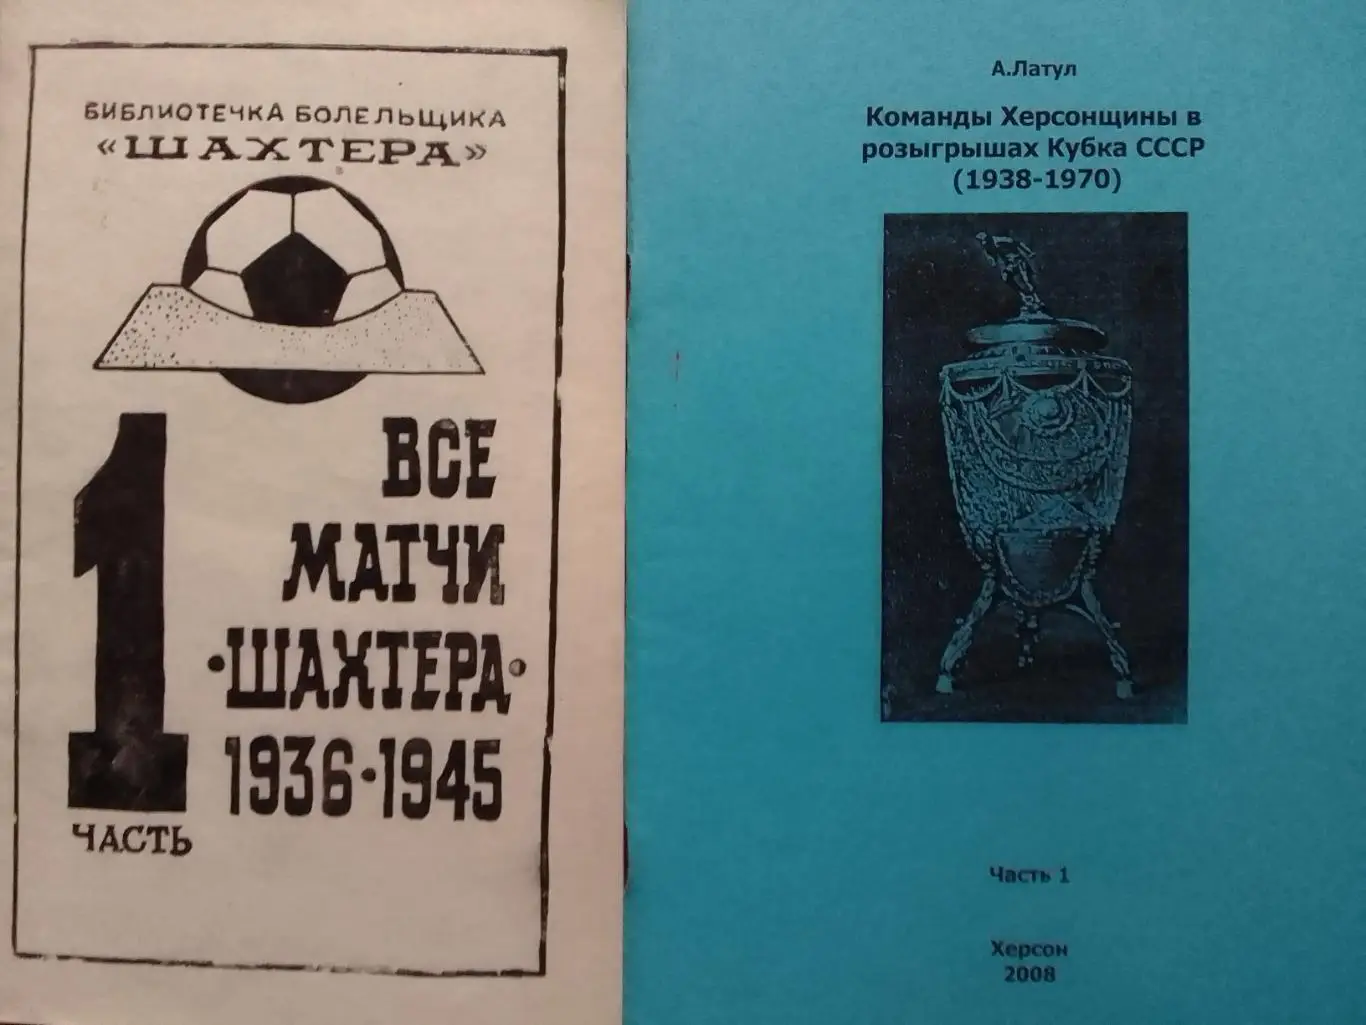 БИБЛИОТЕЧКА БОЛЕЛЬЩИКА
«ШАХТЕРА»
1
ЧАСТЬ
ВСЕ
МАТЧИ
·ШАХТЕРА·
1936·1945
А.Латул
Команды Херсонщины в
розыгрышах Кубка СССР
(1938-1970)
Часть 1
Херсон
2008